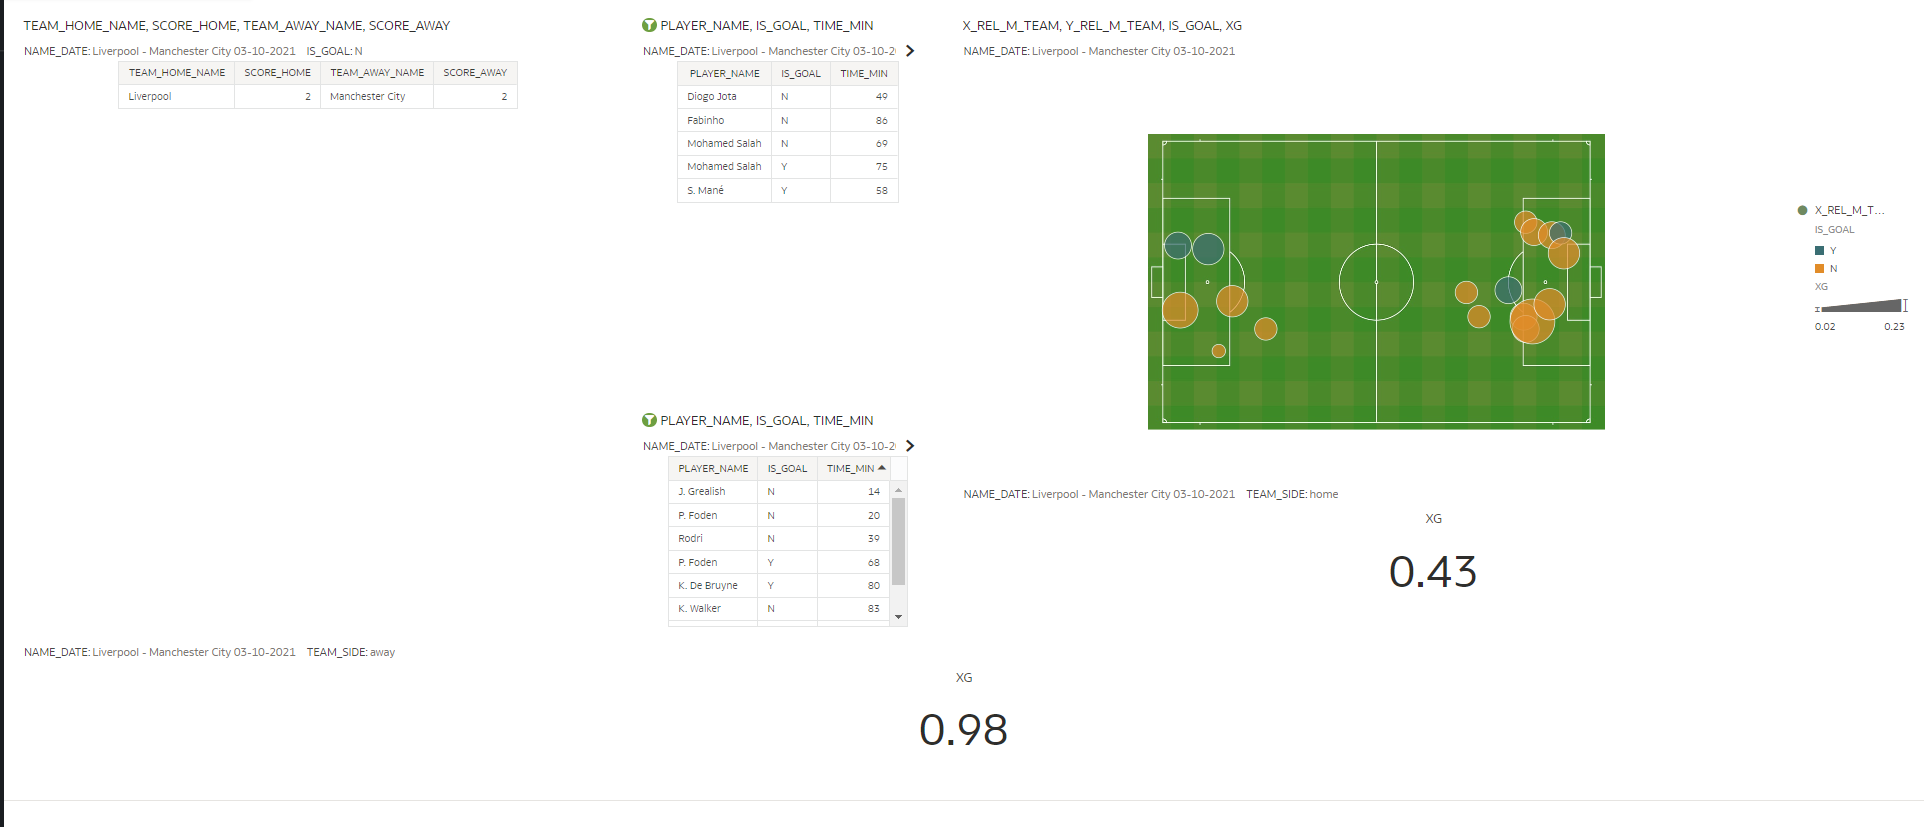 TEAM_HOME_NAME, SCORE_HOME, TEAM_AWAY_NAME, SCORE_AWAY
NAME_DATE: Liverpool - Manchester City 03-10-2021 IS_GOAL: N
TEAM_HOME_NAME SCORE_HOME TEAM_AWAY_NAME SCORE_AWAY
Liverpool 2 Manchester City 2
PLAYER_NAME, IS_GOAL, TIME_MIN
NAME_DATE: Liverpool - Manchester City 03-10-2
PLAYER_NAME IS_GOAL TIME_MIN
Diogo Jota N 49
Fabinho N 86
Mohamed Salah N 69
Mohamed Salah Y 75
S. Mané Y 58
X_REL_M_TEAM, Y_REL_M_TEAM, IS_GOAL, XG
NAME_DATE: Liverpool - Manchester City 03-10-2021
X_REL_M_T...
IS_GOAL
Y
N
XG
0.02 0.23
PLAYER_NAME, IS_GOAL, TIME_MIN
NAME_DATE: Liverpool - Manchester City 03-10-2
PLAYER_NAME IS_GOAL TIME_MIN
J. Grealish N 14
P. Foden N 20
Rodri N 39
P. Foden Y 68
K. De Bruyne Y 80
K. Walker N 83
NAME_DATE: Liverpool - Manchester City 03-10-2021 TEAM_SIDE: home
XG
0.43
NAME_DATE: Liverpool - Manchester City 03-10-2021 TEAM_SIDE: away
XG
0.98